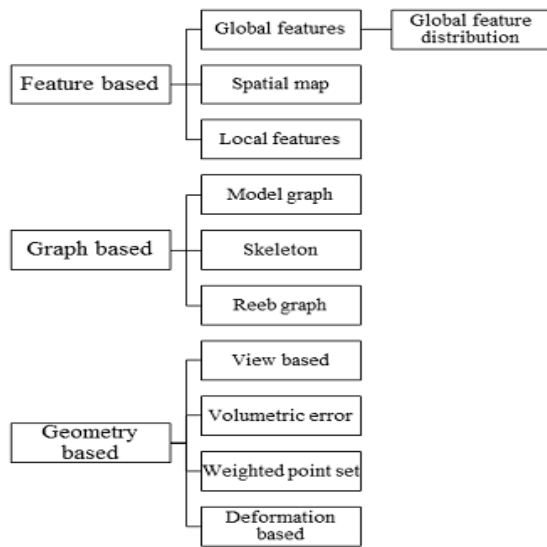 Feature based
Global features
Global feature
distribution
Spatial map
Local features
Graph based
Model graph
Skeleton
Reeb graph
Geometry
based
View based
Volumetric error
Weighted point set
Deformation
based